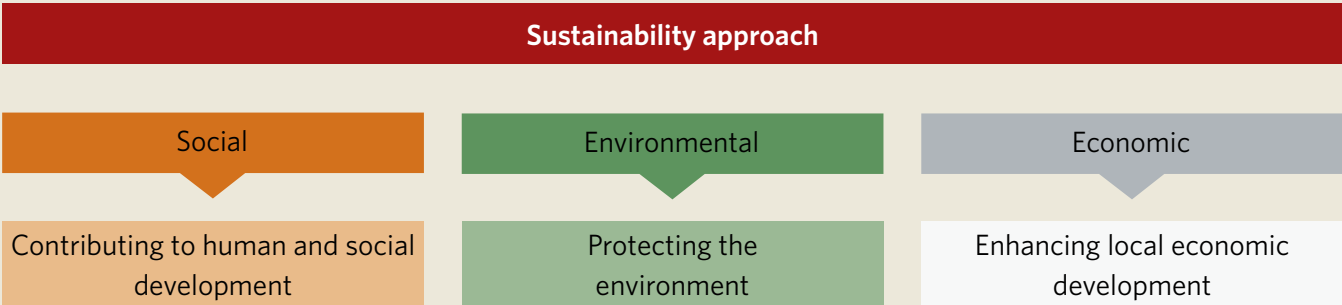 Sustainability approach
Social
Environmental
Economic
Contributing to human and social
development
Protecting the
environment
Enhancing local economic
development